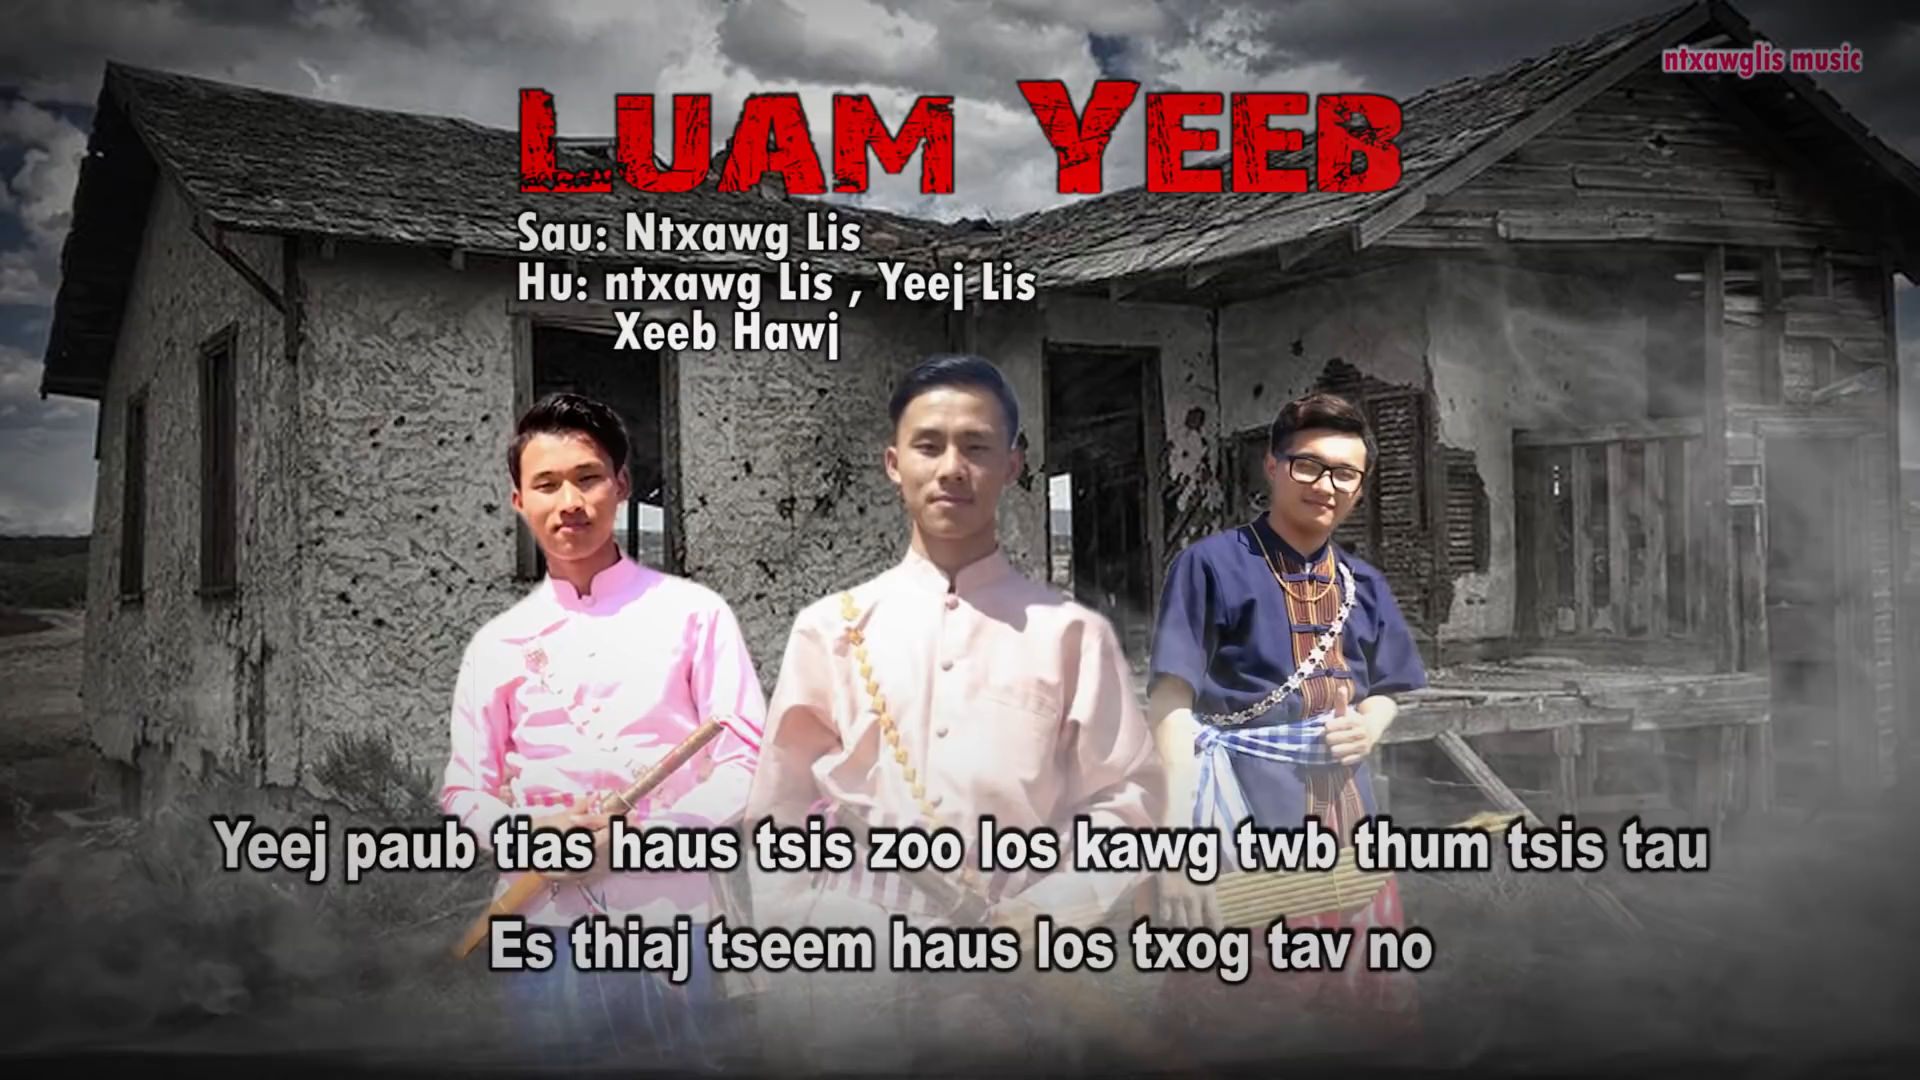 ntxawglis music
LUAM YEEB
Sau: Ntxawg Lis
Hu: ntxawg Lis , Yeej Lis
Xeeb Hawj
Yeej paub tias haus tsis zoo los kawg twb thum tsis tau
Es thiaj tseem haus los txog tav no